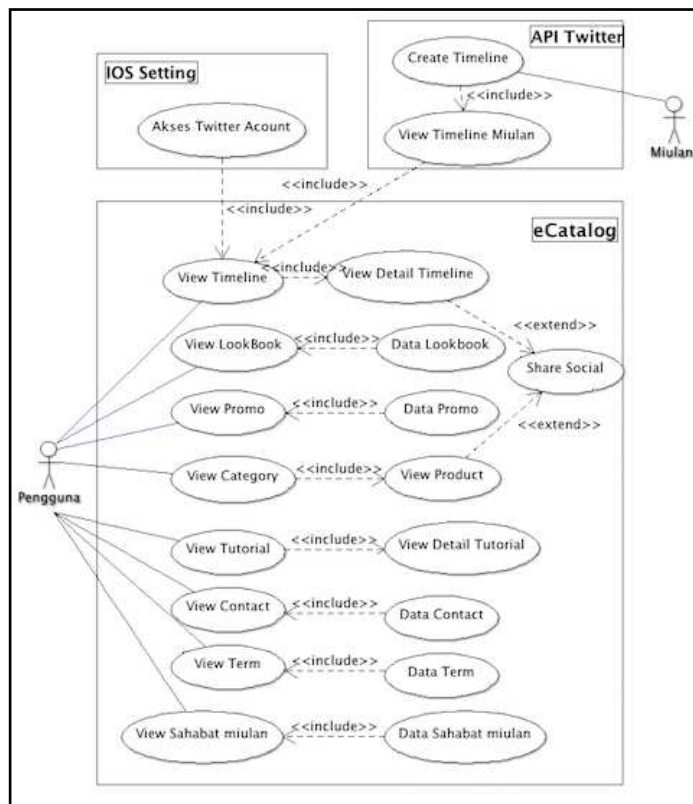 API Twitter
Create Timeline
<<include>>
View Timeline Miulan
Miulan
IOS Setting
Akses Twitter Acount
<<include>>
<<include>>
eCatalog
View Timeline
<<include>>
View Detail Timeline
<<extend>>
View LookBook
<<include>>
Data Lookbook
Share Social
View Promo
<<include>>
Data Promo
<<extend>>
Pengguna
View Category
<<include>>
View Product
View Tutorial
<<include>>
View Detail Tutorial
View Contact
<<include>>
Data Contact
View Term
<<include>>
Data Term
View Sahabat miulan
<<include>>
Data Sahabat miulan